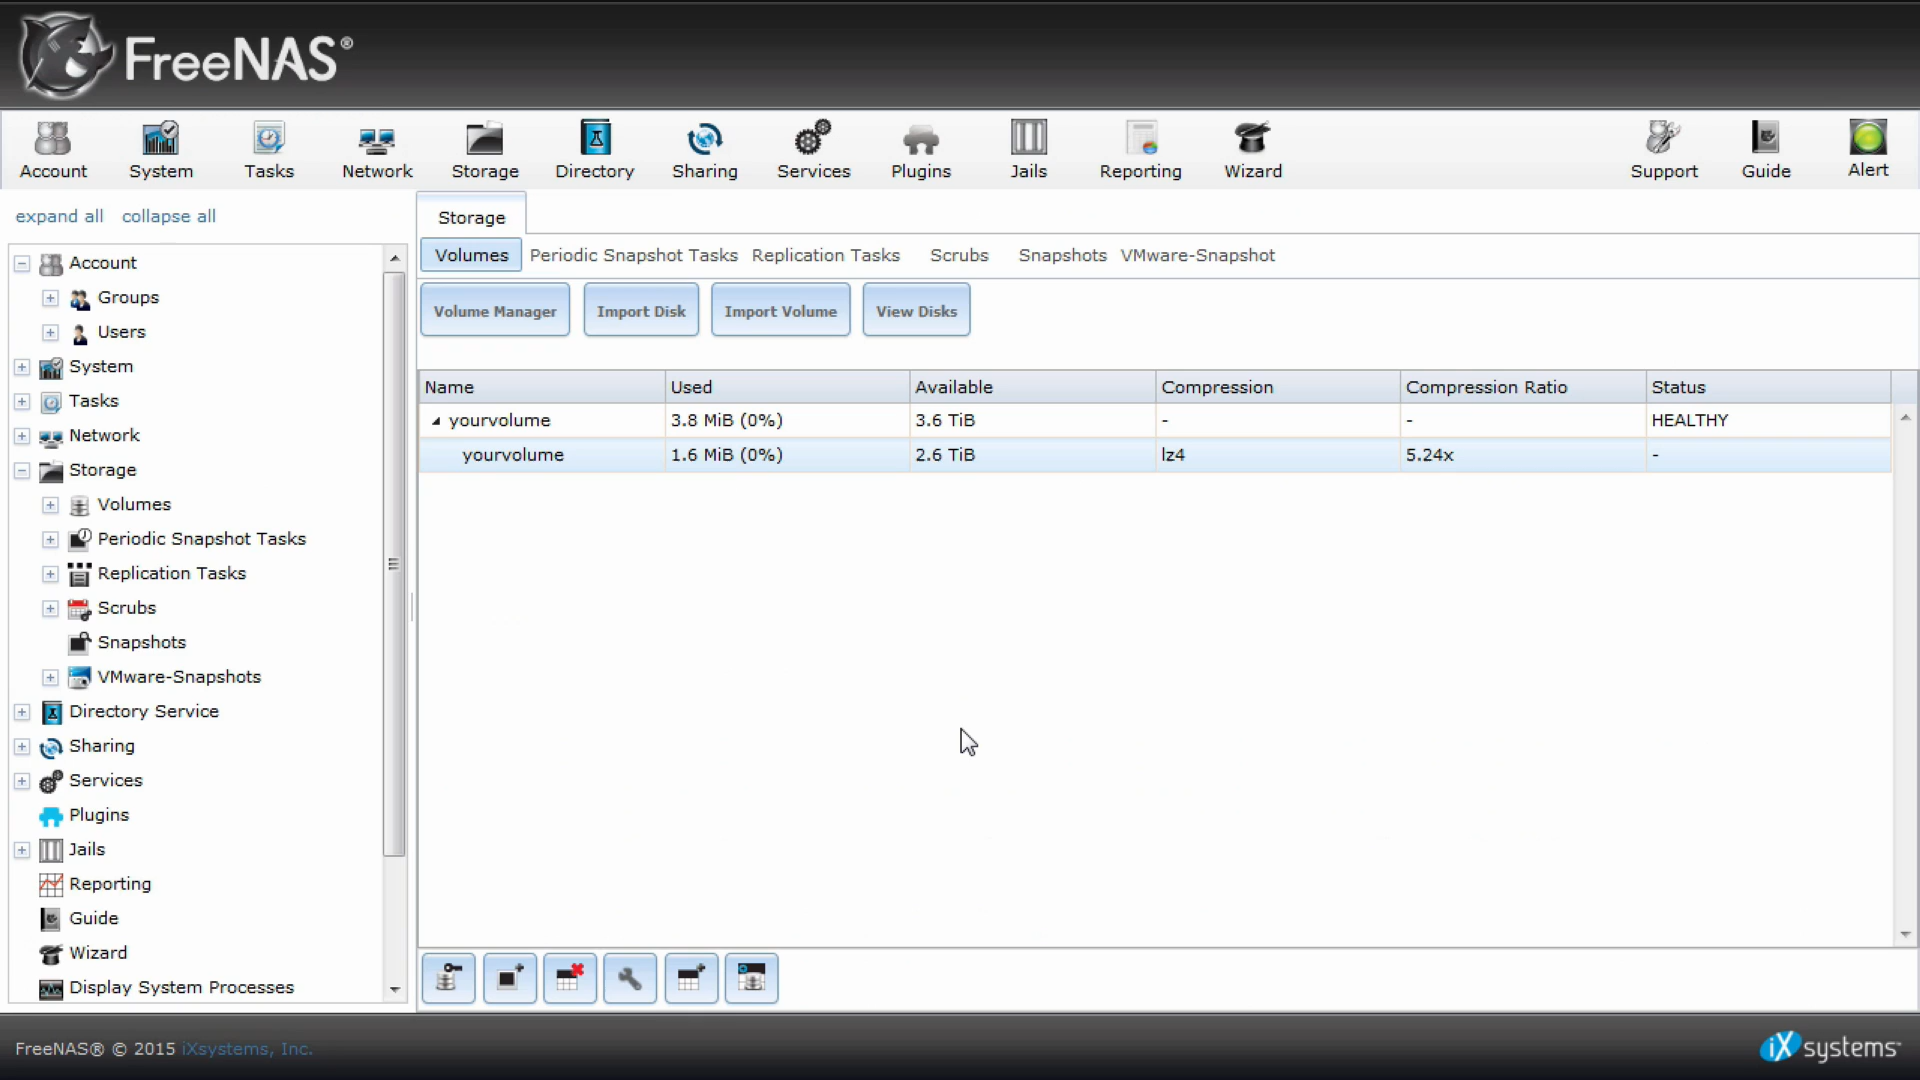 FreeNAS®
Account System Tasks Network Storage Directory Sharing Services Plugins Jails Reporting Wizard Support Guide Alert
expand all collapse all
Account
Groups
Users
System
Tasks
Network
Storage
Volumes
Periodic Snapshot Tasks
Replication Tasks
Scrubs
Snapshots
VMware-Snapshots
Directory Service
Sharing
Services
Plugins
Jails
Reporting
Guide
Wizard
Display System Processes
Storage
Volumes Periodic Snapshot Tasks Replication Tasks Scrubs Snapshots VMware-Snapshot
Volume Manager Import Disk Import Volume View Disks
Name Used Available Compression Compression Ratio Status
yourvolume 3.8 MiB (0%) 3.6 TiB - - HEALTHY
yourvolume 1.6 MiB (0%) 2.6 TiB lz4 5.24x -
FreeNAS® © 2015 iXsystems, Inc.
iXsystems